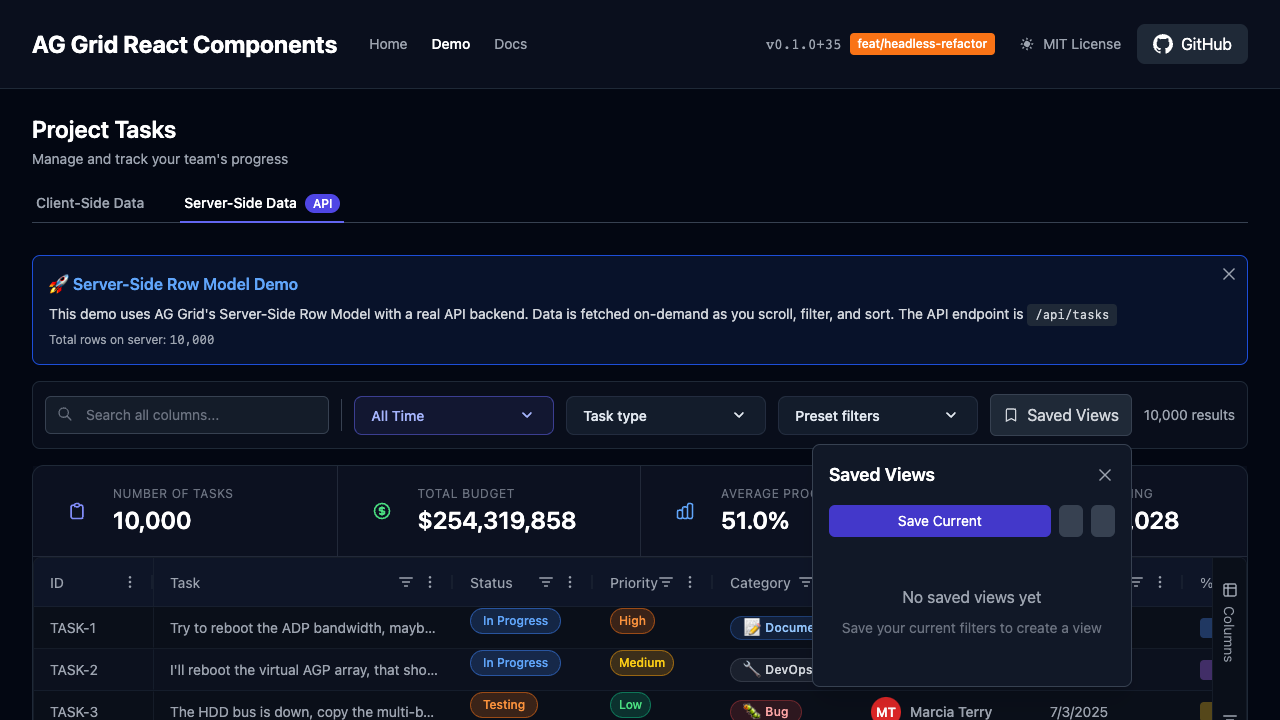 AG Grid React Components
Home
Demo
Docs
v0.1.0+35
feat/headless-refactor
MIT License
GitHub
Project Tasks
Manage and track your team's progress
Client-Side Data
Server-Side Data API
🚀 Server-Side Row Model Demo
This demo uses AG Grid's Server-Side Row Model with a real API backend. Data is fetched on-demand as you scroll, filter, and sort. The API endpoint is /api/tasks
Total rows on server: 10,000
Search all columns...
All Time
Task type
Preset filters
Saved Views
10,000 results
NUMBER OF TASKS
10,000
TOTAL BUDGET
$254,319,858
AVERAGE
51.0%
,028
Saved Views
Save Current
No saved views yet
Save your current filters to create a view
ID
Task
Status
Priority
Category
%
Columns
TASK-1
Try to reboot the ADP bandwidth, mayb...
In Progress
High
📝 Docume
TASK-2
I'll reboot the virtual AGP array, that sho...
In Progress
Medium
🔧 DevOps
TASK-3
The HDD bus is down, copy the multi-b...
Testing
Low
🐛 Bug
MT Marcia Terry
7/3/2025